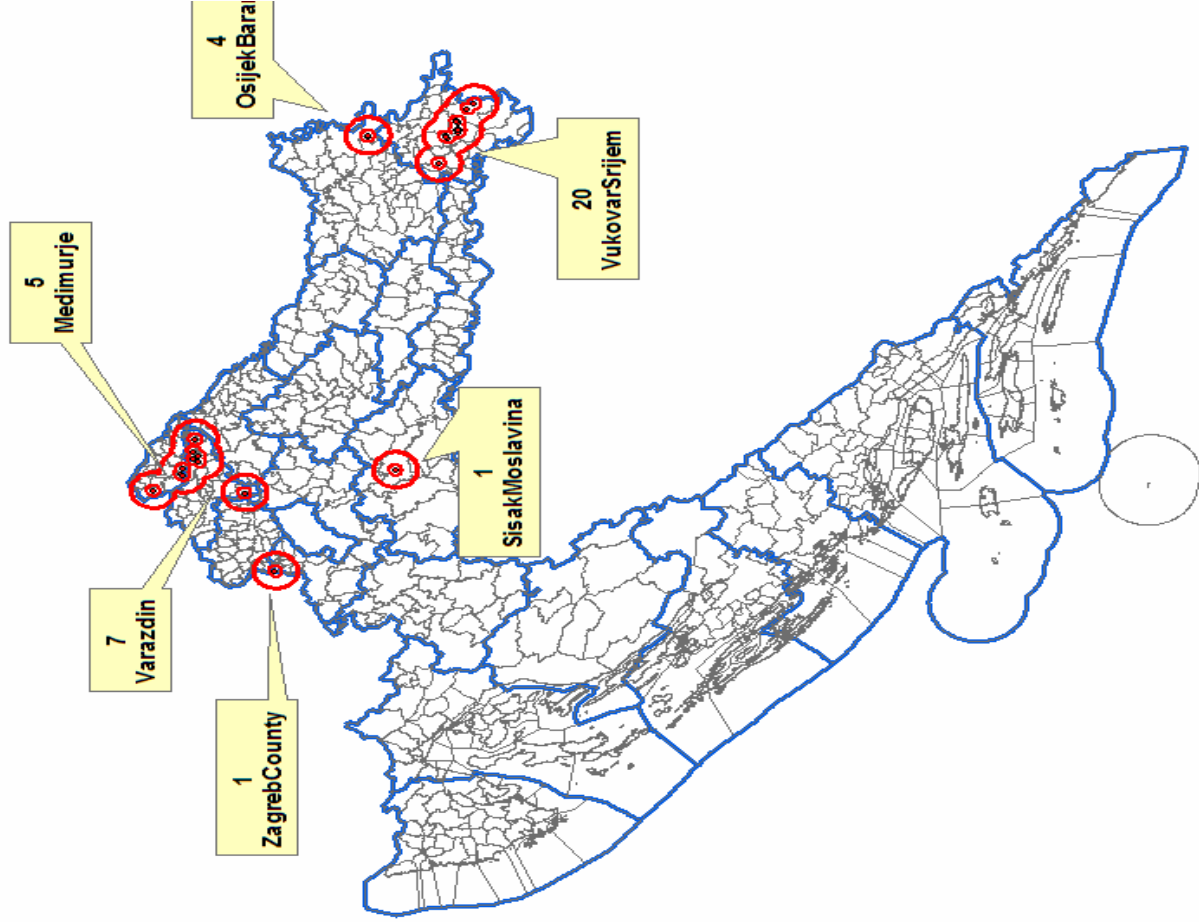 4
OsijekBara
5
Medimurje
7
Varazdin
1
ZagrebCounty
1
SisakMoslavina
20
VukovarSrijem